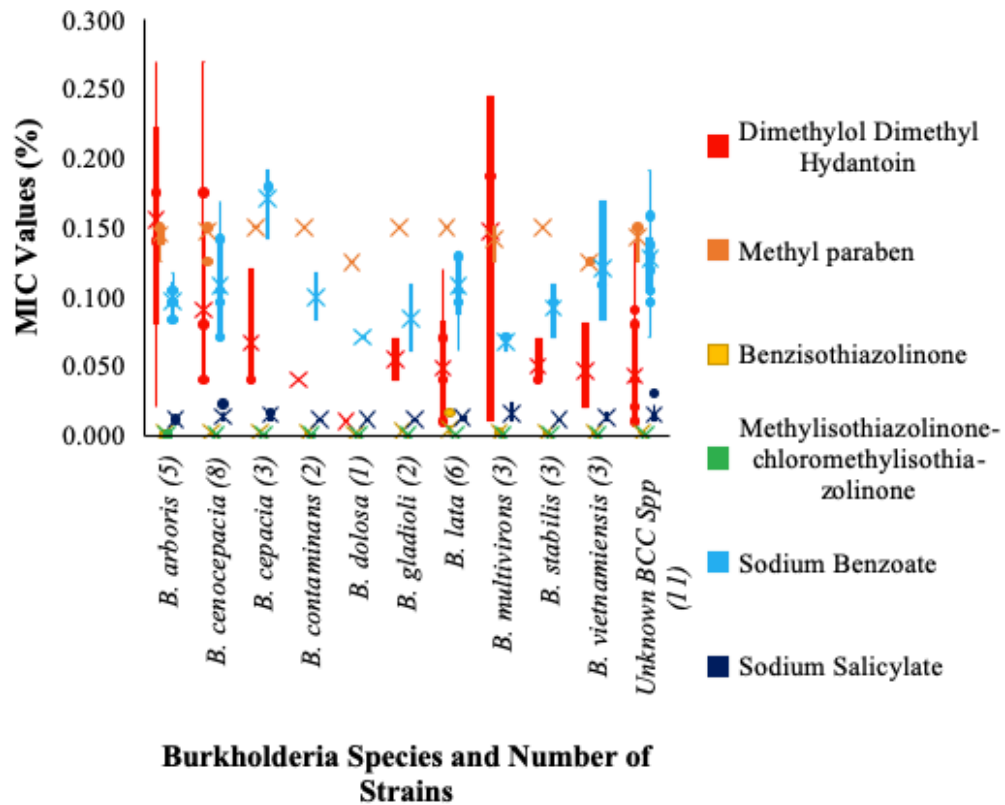 MIC Values (%)
0.300
0.250
0.200
0.150
0.100
0.050
0.000
B. arboris (5)
B. cenocepacia (8)
B. cepacia (3)
B. contaminans (2)
B. dolosa (1)
B. gladioli (2)
B. lata (6)
B. multivirons (3)
B. stabilis (3)
B. vietnamiensis (3)
Unknown BCC Spp
(11)
Burkholderia Species and Number of
Strains
Dimethylol Dimethyl
Hydantoin
Methyl paraben
Benzisothiazolinone
Methylisothiazolinone-
chloromethylisothia-
zolinone
Sodium Benzoate
Sodium Salicylate